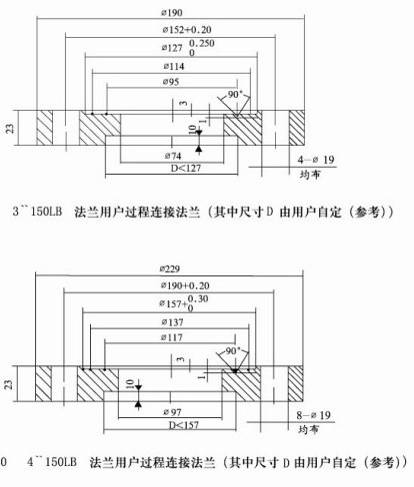 ø190
ø152+0.20
ø127 0.250 0
ø114
ø95
90°
3
1
10
23
ø74
D<127
4-ø 19
均布
3``150LB 法兰用户过程连接法兰(其中尺寸D 由用户自定(参考))
ø229
ø190+0.20
ø157+0.30 0
ø137
ø117
90°
3
1
10
23
ø97
D<157
8-ø 19
均布
0 4``150LB 法兰用户过程连接法兰(其中尺寸D由用户自定(参考))